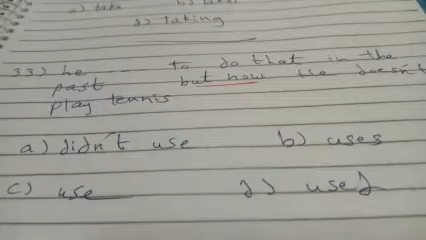 a) take
d) taking
33) he to do that in the
past but now he doesn't
play tennis
a) didn't use b) uses
c) use d) used